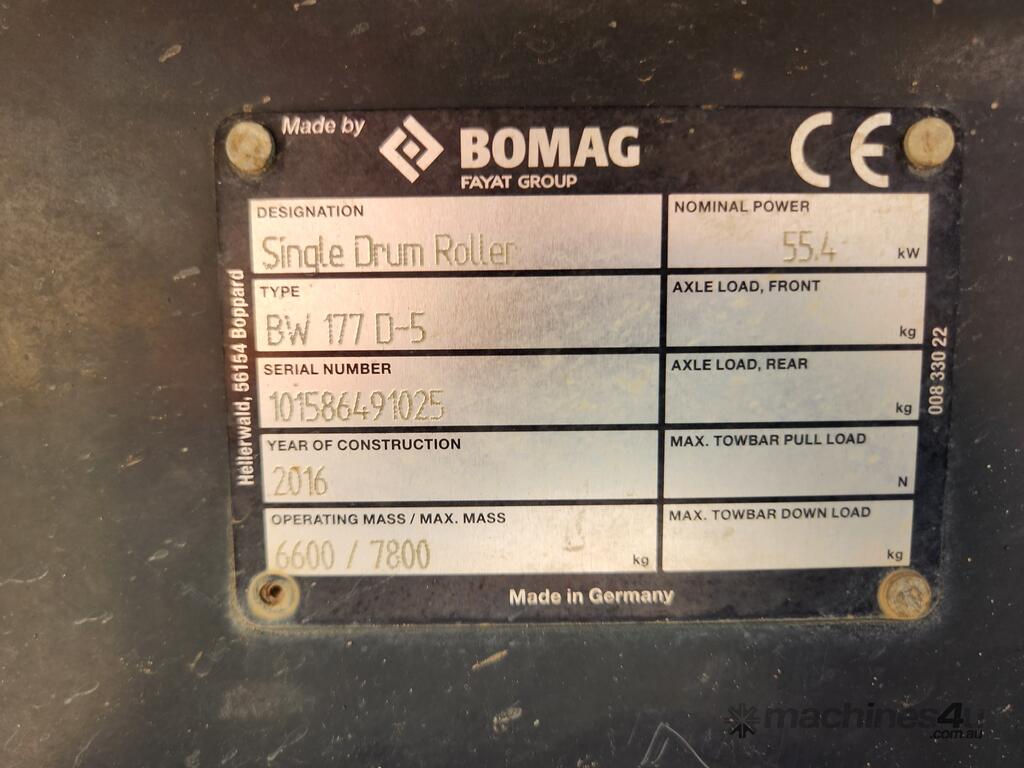 Made by
BOMAG
FAYAT GROUP
CE
DESIGNATION
Single Drum Roller
NOMINAL POWER
55.4 kW
TYPE
BW 177 D-5
AXLE LOAD, FRONT
kg
SERIAL NUMBER
101586491025
AXLE LOAD, REAR
kg
YEAR OF CONSTRUCTION
2016
MAX. TOWBAR PULL LOAD
N
OPERATING MASS / MAX. MASS
6600 / 7800 kg
MAX. TOWBAR DOWN LOAD
kg
Hellerwald, 56154 Boppard
008 330 22
Made in Germany
machines4u
.com.au